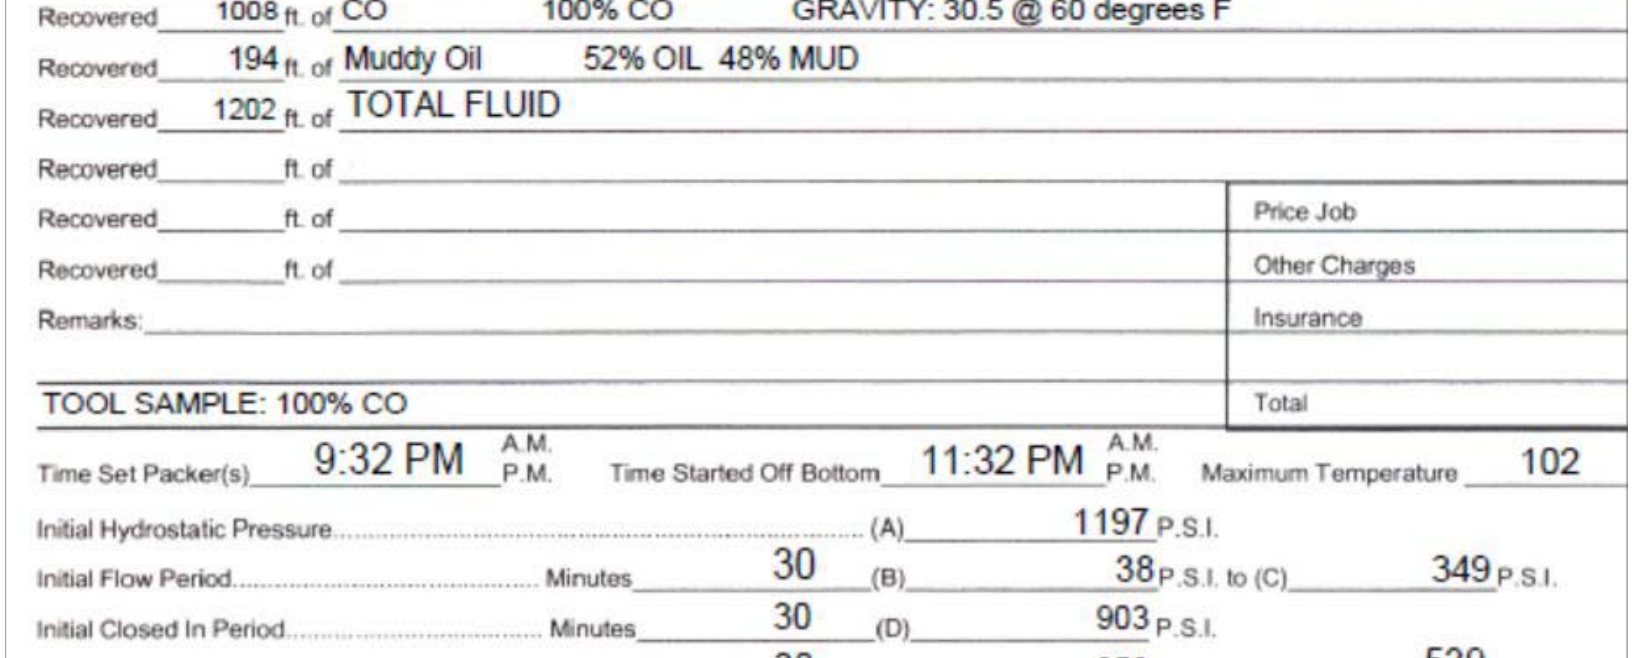 Recovered 1008 ft. of CO 100% CO GRAVITY: 30.5 @ 60 degrees F
Recovered 194 ft. of Muddy Oil 52% OIL 48% MUD
Recovered 1202 ft. of TOTAL FLUID
Recovered ft. of
Recovered ft. of
Price Job
Recovered ft. of
Other Charges
Remarks:
Insurance
TOOL SAMPLE: 100% CO
Total
Time Set Packer(s) 9:32 PM A.M. P.M. Time Started Off Bottom 11:32 PM A.M. P.M. Maximum Temperature 102
Initial Hydrostatic Pressure (A) 1197 P.S.I.
Initial Flow Period Minutes 30 (B) 38 P.S.I. to (C) 349 P.S.I.
Initial Closed In Period Minutes 30 (D) 903 P.S.I.